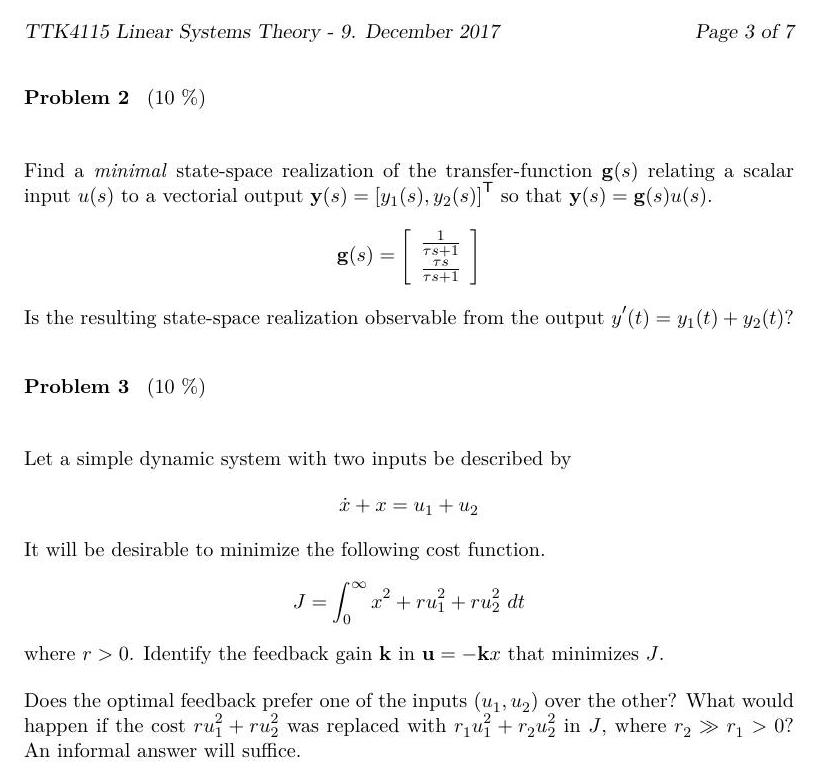 TTK4115 Linear Systems Theory - 9. December 2017 Page 3 of 7
Problem 2 (10 %)
Find a minimal state-space realization of the transfer-function g(s) relating a scalar
input u(s) to a vectorial output y(s) = [y₁(s), y₂(s)]ᵀ so that y(s) = g(s)u(s).
g(s) = [ 1/(τs+1) ; τs/(τs+1) ]
Is the resulting state-space realization observable from the output y′(t) = y₁(t) + y₂(t)?
Problem 3 (10 %)
Let a simple dynamic system with two inputs be described by
ẋ + x = u₁ + u₂
It will be desirable to minimize the following cost function.
J = ∫₀^∞ x² + ru₁² + ru₂² dt
where r > 0. Identify the feedback gain k in u = −kx that minimizes J.
Does the optimal feedback prefer one of the inputs (u₁, u₂) over the other? What would
happen if the cost ru₁² + ru₂² was replaced with r₁u₁² + r₂u₂² in J, where r₂ ≫ r₁ > 0?
An informal answer will suffice.